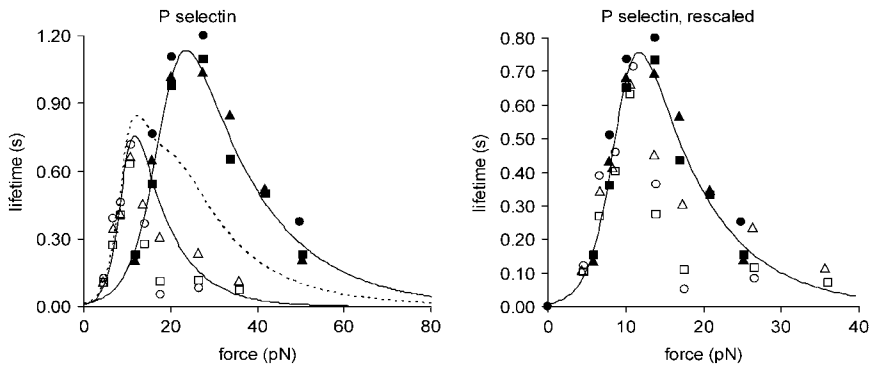 P selectin
1.20
0.90
0.60
0.30
0.00
lifetime (s)
0 20 40 60 80
force (pN)
P selectin, rescaled
0.80
0.70
0.60
0.50
0.40
0.30
0.20
0.10
0.00
lifetime (s)
0 10 20 30 40
force (pN)